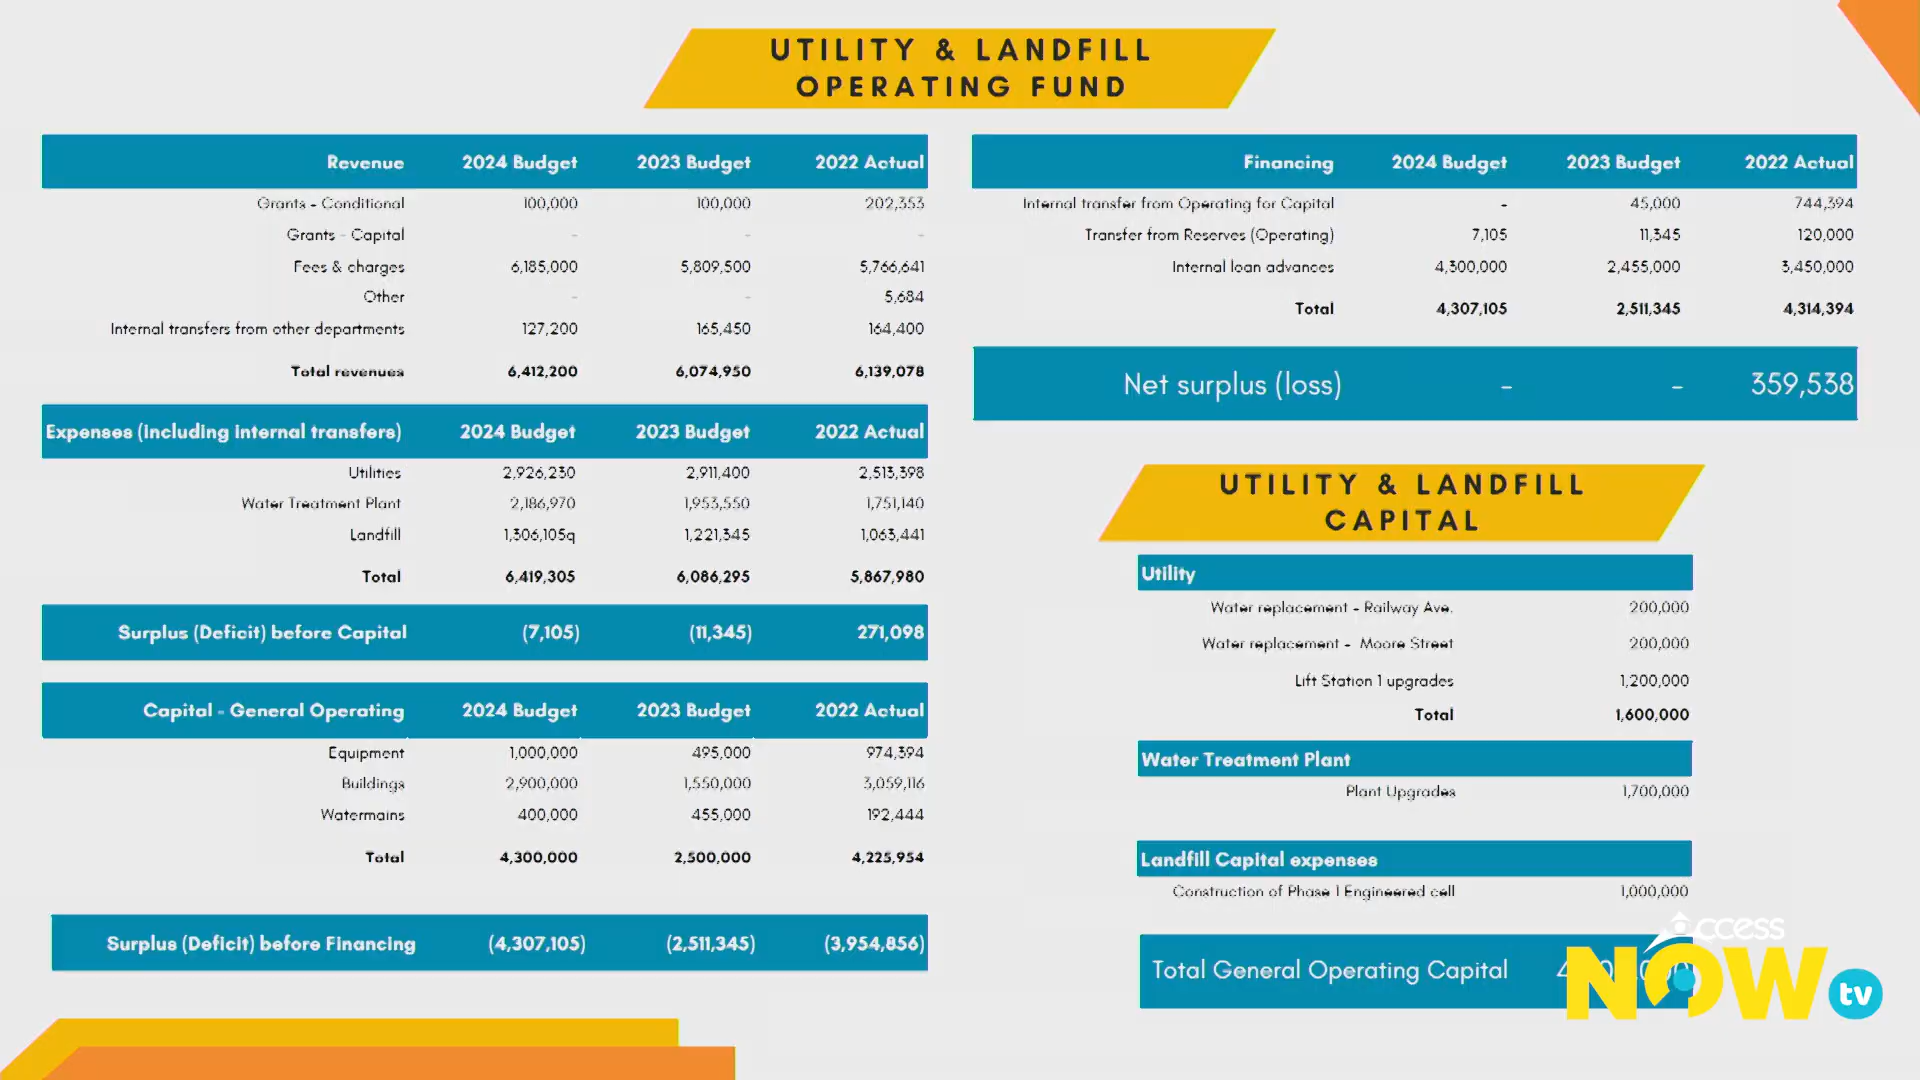 UTILITY & LANDFILL
OPERATING FUND
Revenue 2024 Budget 2023 Budget 2022 Actual
Grants - Conditional 100,000 100,000 202,353
Grants - Capital - - -
Fees & charges 6,185,000 5,809,500 5,766,641
Other - - 5,684
Internal transfers from other departments 127,200 165,450 164,400
Total revenues 6,412,200 6,074,950 6,139,078
Expenses (including internal transfers) 2024 Budget 2023 Budget 2022 Actual
Utilities 2,926,230 2,911,400 2,513,398
Water Treatment Plant 2,186,970 1,953,550 1,751,140
Landfill 1,306,105q 1,221,345 1,063,441
Total 6,419,305 6,086,295 5,867,980
Surplus (Deficit) before Capital (7,105) (11,345) 271,098
Capital - General Operating 2024 Budget 2023 Budget 2022 Actual
Equipment 1,000,000 495,000 974,394
Buildings 2,900,000 1,550,000 3,059,116
Watermains 400,000 455,000 192,444
Total 4,300,000 2,500,000 4,225,954
Surplus (Deficit) before Financing (4,307,105) (2,511,345) (3,954,856)
Financing 2024 Budget 2023 Budget 2022 Actual
Internal transfer from Operating for Capital - 45,000 744,394
Transfer from Reserves (Operating) 7,105 11,345 120,000
Internal loan advances 4,300,000 2,455,000 3,450,000
Total 4,307,105 2,511,345 4,314,394
Net surplus (loss) - - 359,538
UTILITY & LANDFILL
CAPITAL
Utility
Water replacement - Railway Ave. 200,000
Water replacement - Moore Street 200,000
Lift Station 1 upgrades 1,200,000
Total 1,600,000
Water Treatment Plant
Plant Upgrades 1,700,000
Landfill Capital expenses
Construction of Phase 1 Engineered cell 1,000,000
Total General Operating Capital
access
NOW tv